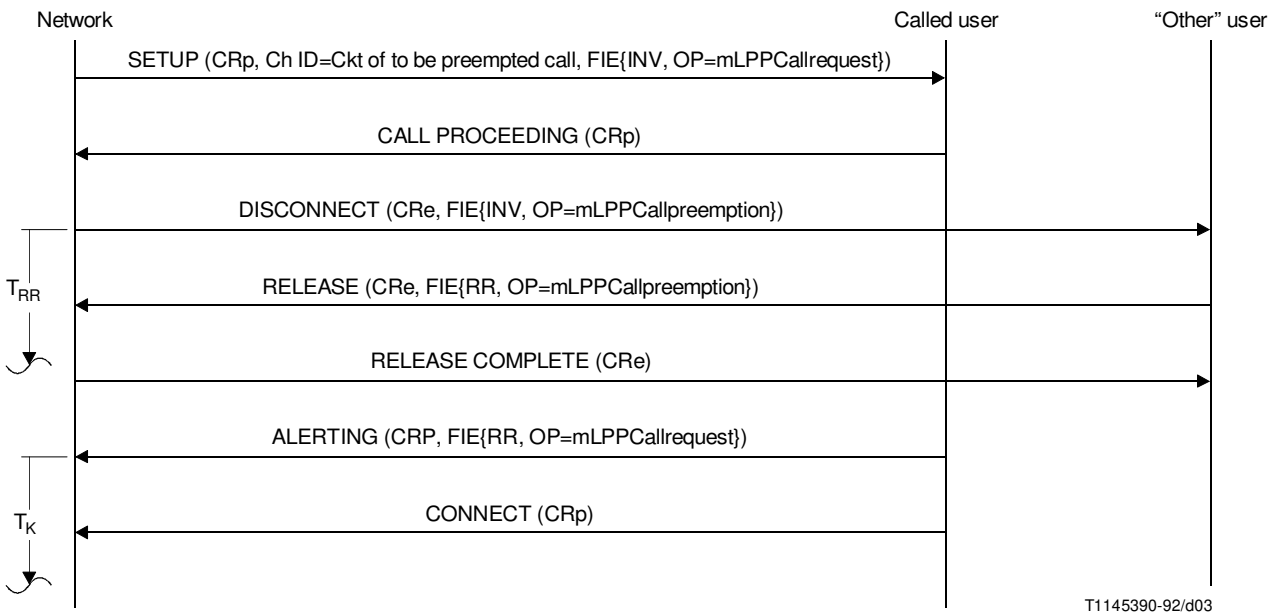 Network
Called user
“Other” user
SETUP (CRp, Ch ID=Ckt of to be preempted call, FIE{INV, OP=mLPPCallrequest})
CALL PROCEEDING (CRp)
DISCONNECT (CRe, FIE{INV, OP=mLPPCallpreemption})
TRR
RELEASE (CRe, FIE{RR, OP=mLPPCallpreemption})
RELEASE COMPLETE (CRe)
ALERTING (CRP, FIE{RR, OP=mLPPCallrequest})
TK
CONNECT (CRp)
T1145390-92/d03